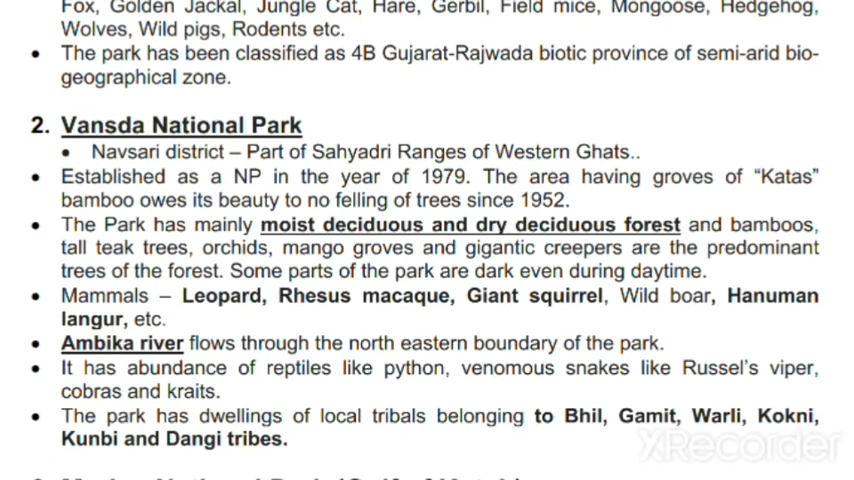 Fox, Golden Jackal, Jungle Cat, Hare, Gerbil, Field mice, Mongoose, Hedgehog,
Wolves, Wild pigs, Rodents etc.
• The park has been classified as 4B Gujarat-Rajwada biotic province of semi-arid bio-
geographical zone.
2. Vansda National Park
• Navsari district – Part of Sahyadri Ranges of Western Ghats..
• Established as a NP in the year of 1979. The area having groves of “Katas”
bamboo owes its beauty to no felling of trees since 1952.
• The Park has mainly moist deciduous and dry deciduous forest and bamboos,
tall teak trees, orchids, mango groves and gigantic creepers are the predominant
trees of the forest. Some parts of the park are dark even during daytime.
• Mammals – Leopard, Rhesus macaque, Giant squirrel, Wild boar, Hanuman
langur, etc.
• Ambika river flows through the north eastern boundary of the park.
• It has abundance of reptiles like python, venomous snakes like Russel’s viper,
cobras and kraits.
• The park has dwellings of local tribals belonging to Bhil, Gamit, Warli, Kokni,
Kunbi and Dangi tribes.
XRecorder